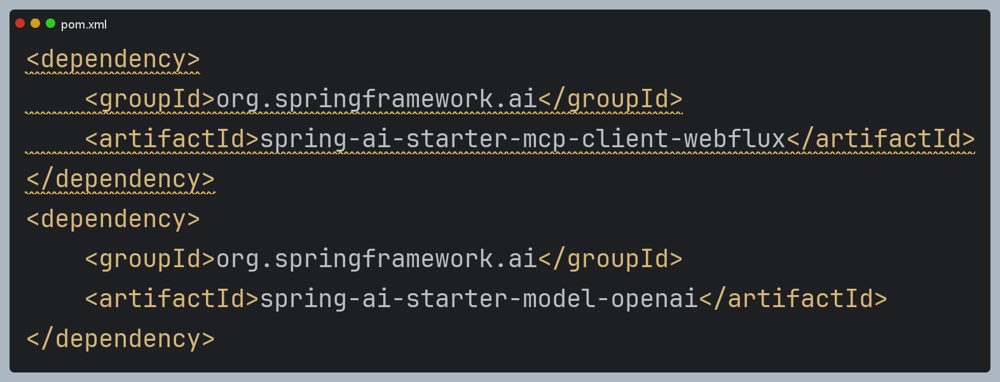 pom.xml
<dependency>
    <groupId>org.springframework.ai</groupId>
    <artifactId>spring-ai-starter-mcp-client-webflux</artifactId>
</dependency>
<dependency>
    <groupId>org.springframework.ai</groupId>
    <artifactId>spring-ai-starter-model-openai</artifactId>
</dependency>